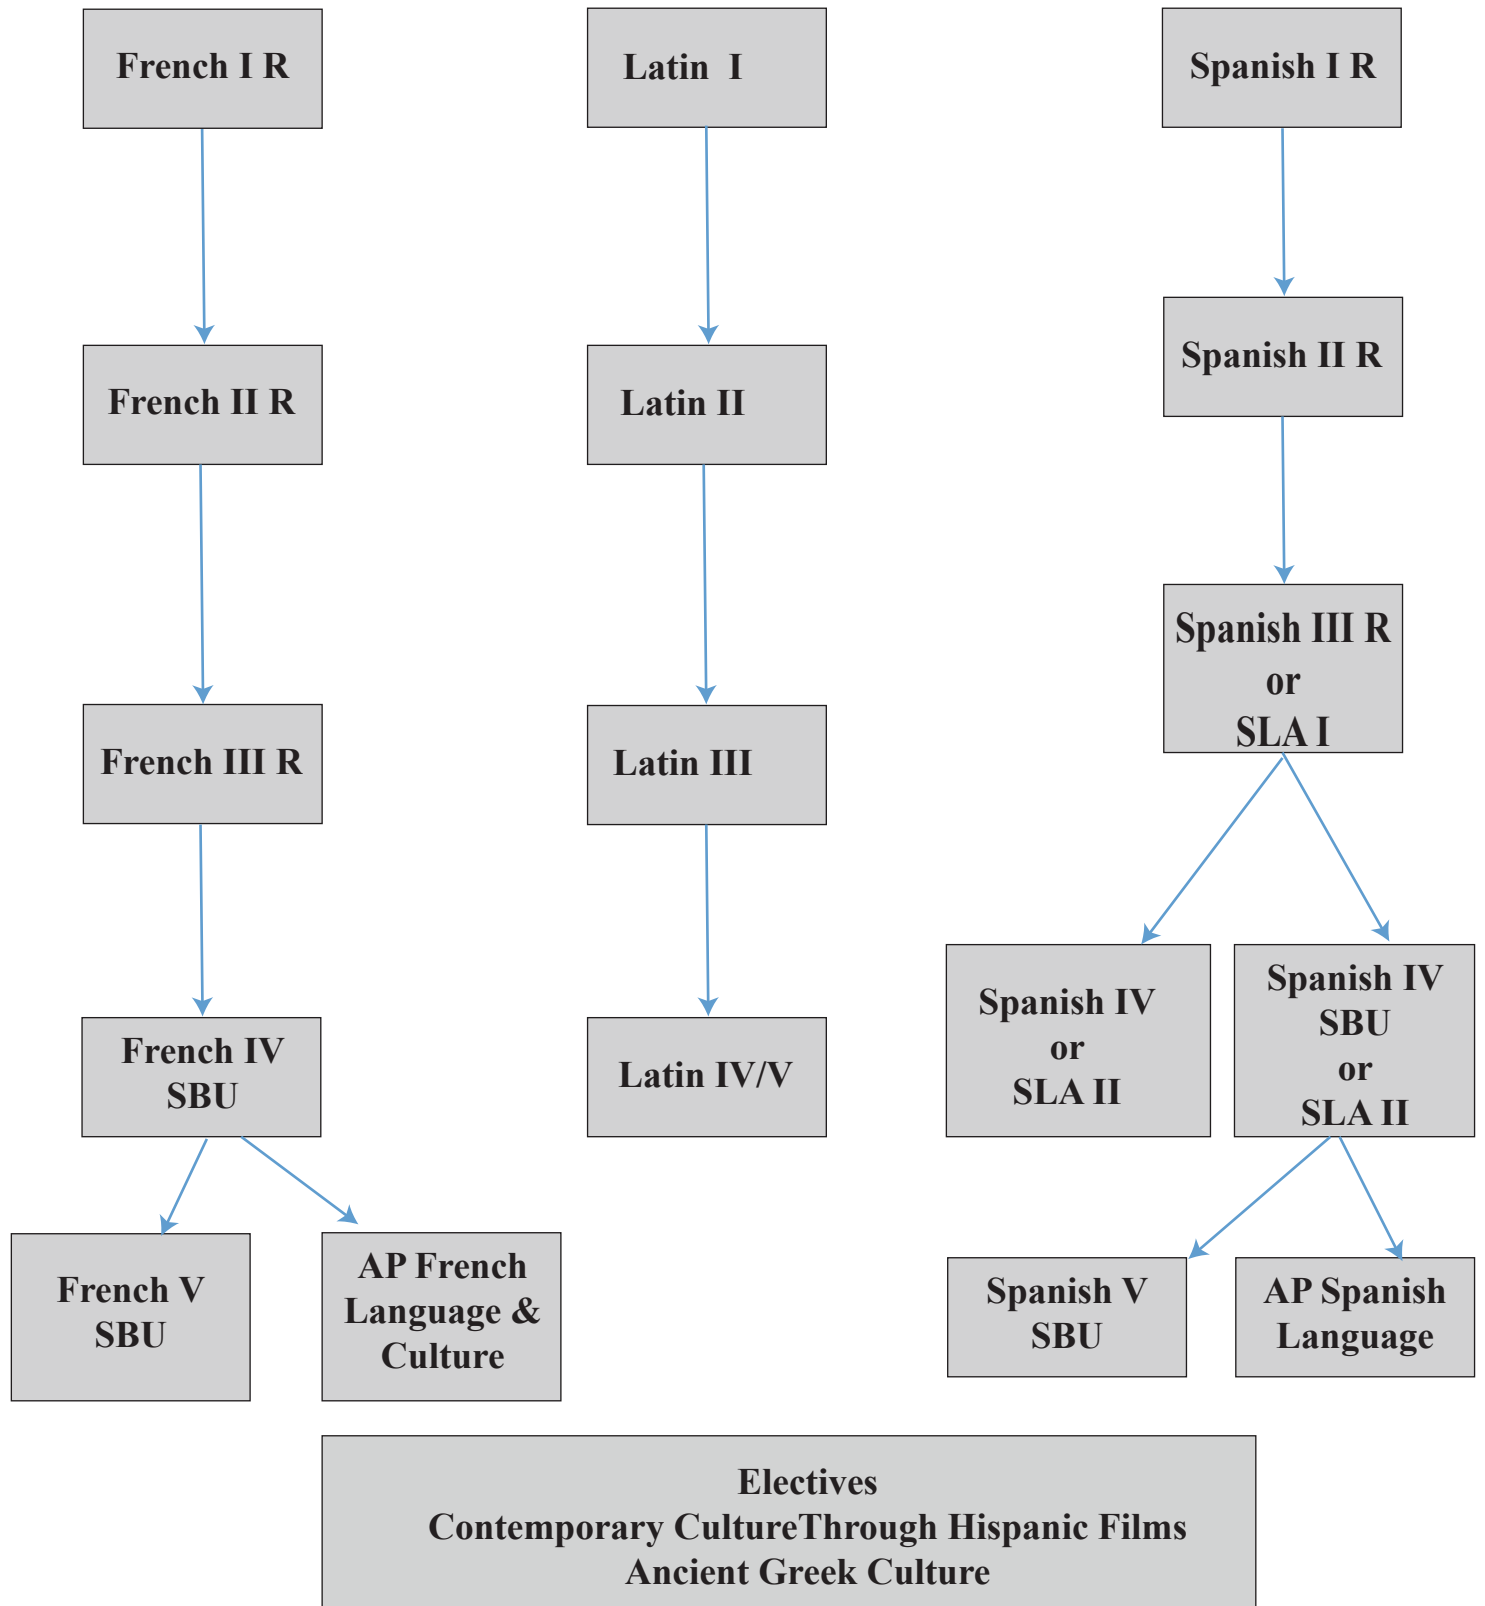 French I R
Latin I
Spanish I R
Spanish II R
French II R
Latin II
Spanish III R
or
SLA I
French III R
Latin III
Spanish IV
or
SLA II
Spanish IV
SBU
or
SLA II
French IV
SBU
Latin IV/V
French V
SBU
AP French
Language &
Culture
Spanish V
SBU
AP Spanish
Language
Electives
Contemporary CultureThrough Hispanic Films
Ancient Greek Culture